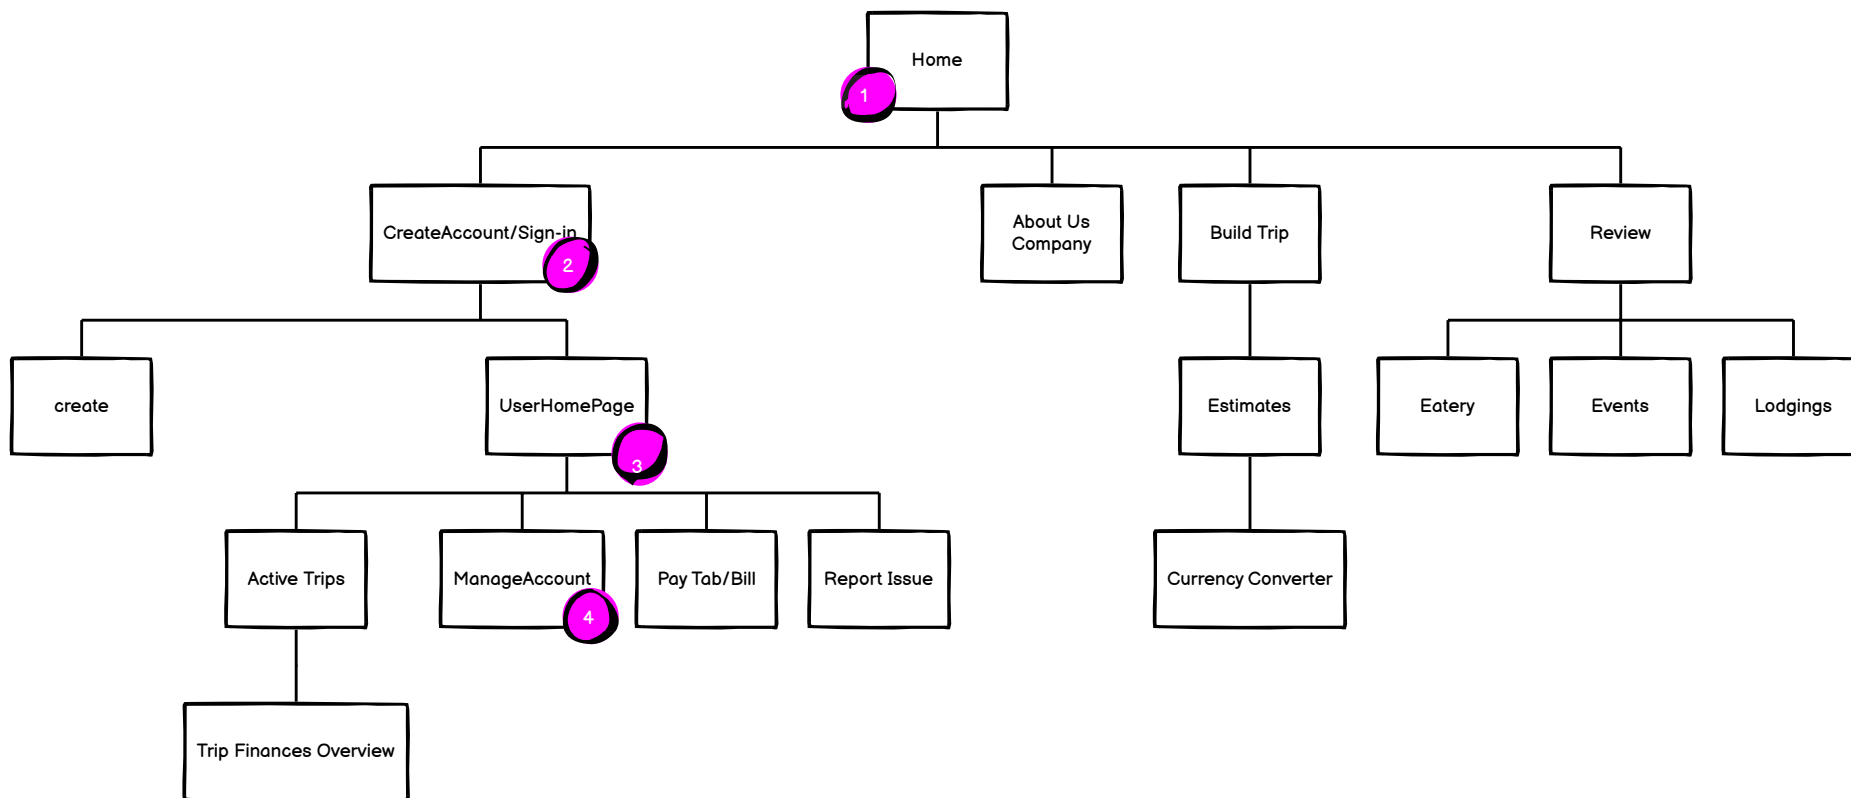 Home
1
CreateAccount/Sign-in
2
About Us
Company
Build Trip
Review
create
UserHomePage
3
Estimates
Eatery
Events
Lodgings
Active Trips
ManageAccount
4
Pay Tab/Bill
Report Issue
Currency Converter
Trip Finances Overview